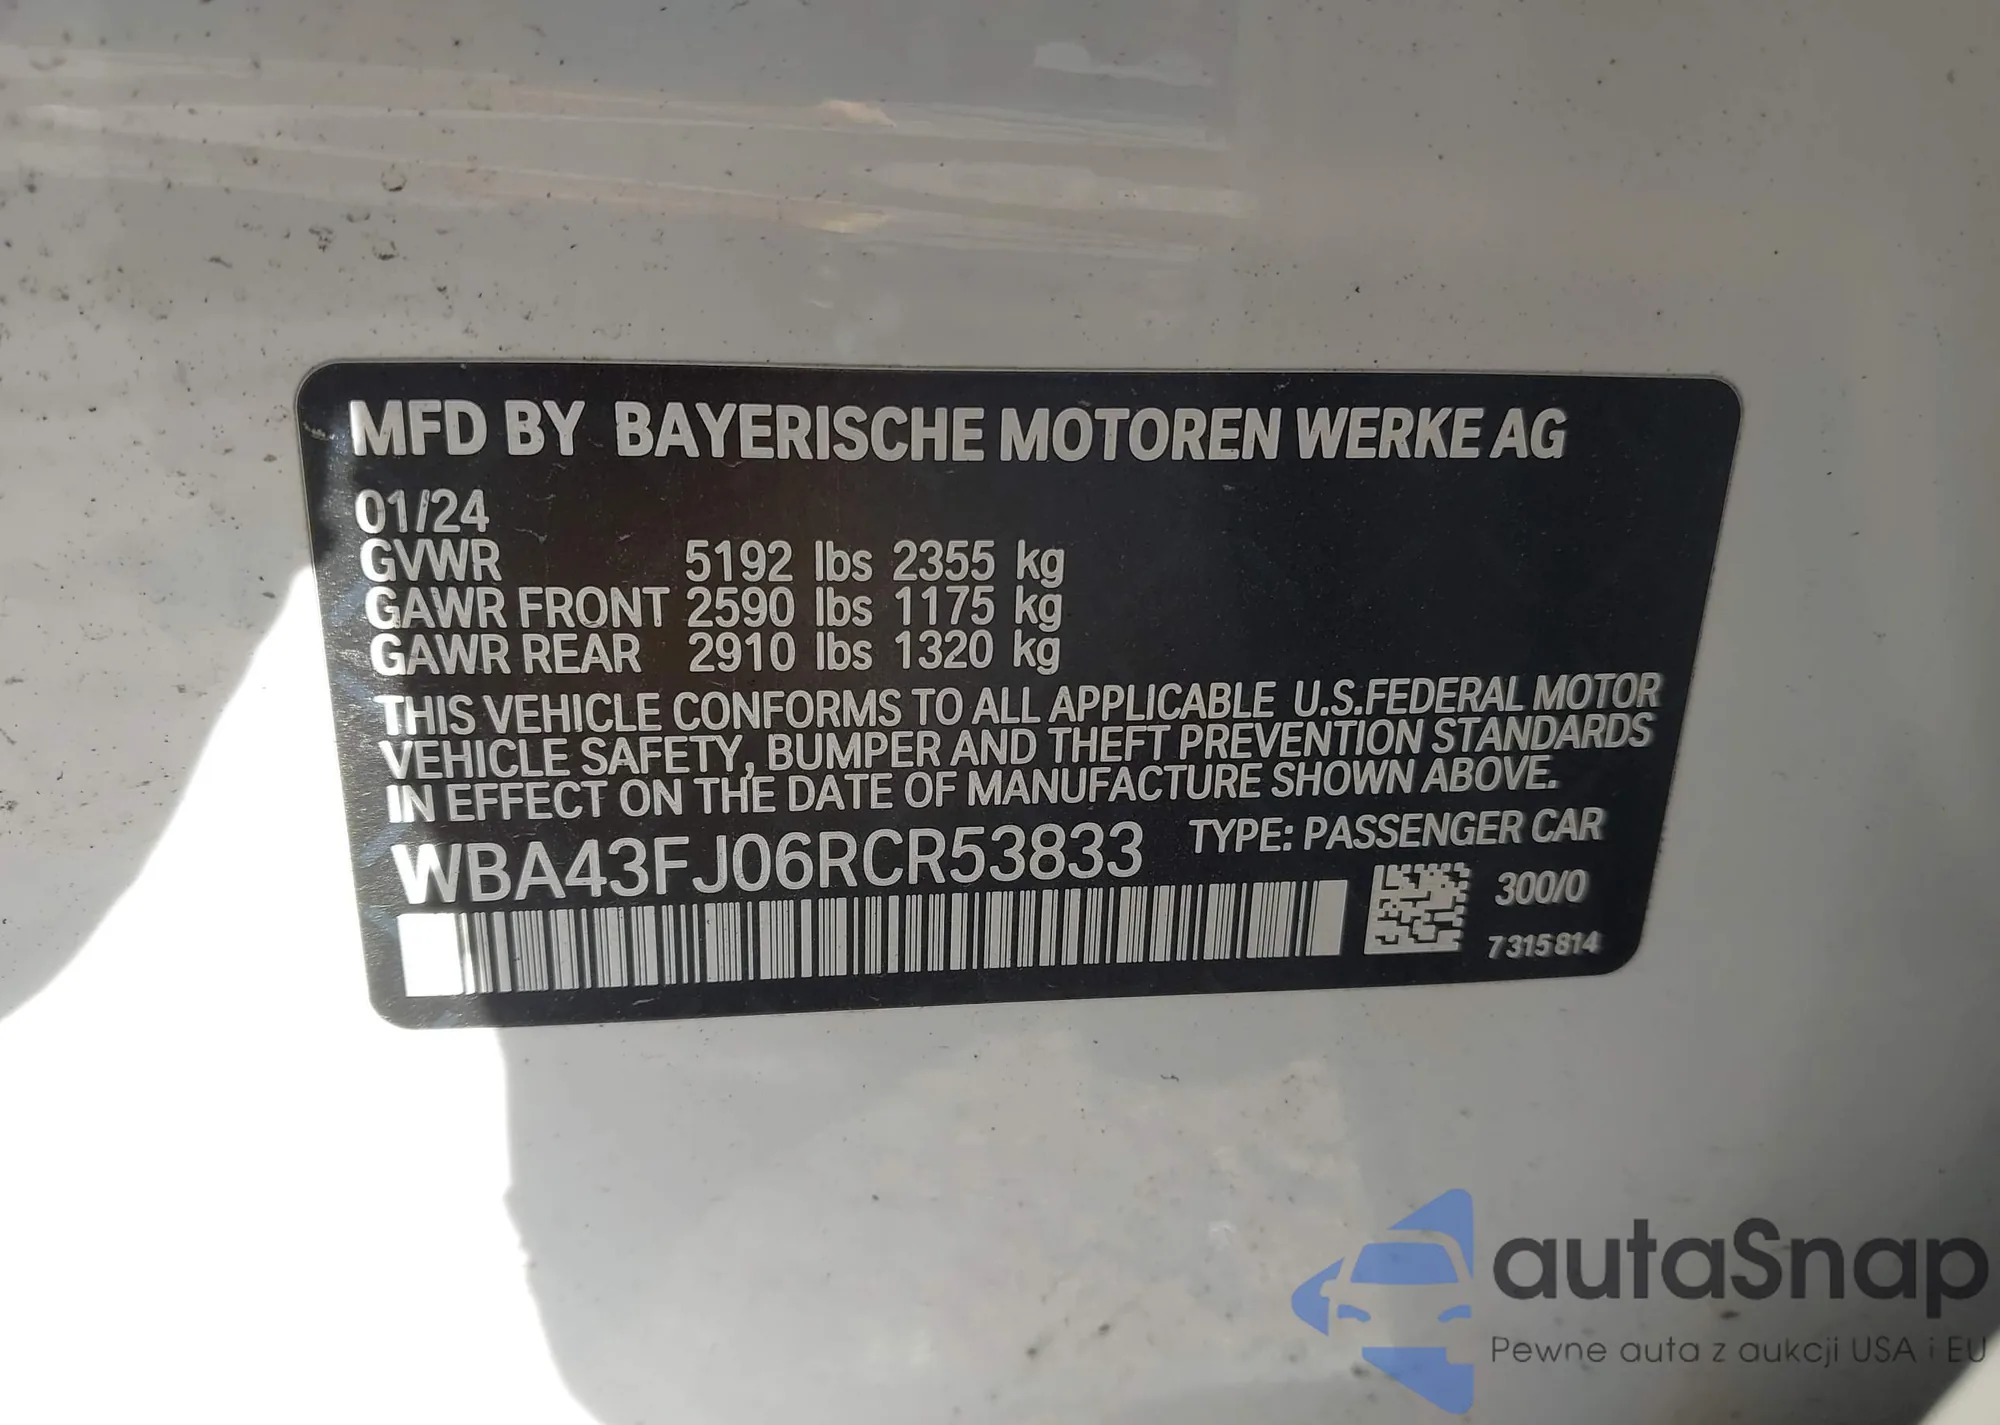 MFD BY BAYERISCHE MOTOREN WERKE AG
01/24
GVWR 5192 lbs 2355 kg
GAWR FRONT 2590 lbs 1175 kg
GAWR REAR 2910 lbs 1320 kg
THIS VEHICLE CONFORMS TO ALL APPLICABLE U.S.FEDERAL MOTOR
VEHICLE SAFETY, BUMPER AND THEFT PREVENTION STANDARDS
IN EFFECT ON THE DATE OF MANUFACTURE SHOWN ABOVE.
WBA43FJ06RCR53833 TYPE: PASSENGER CAR
300/0
7315814
autaSnap
Pewne auta z aukcji USA i EU